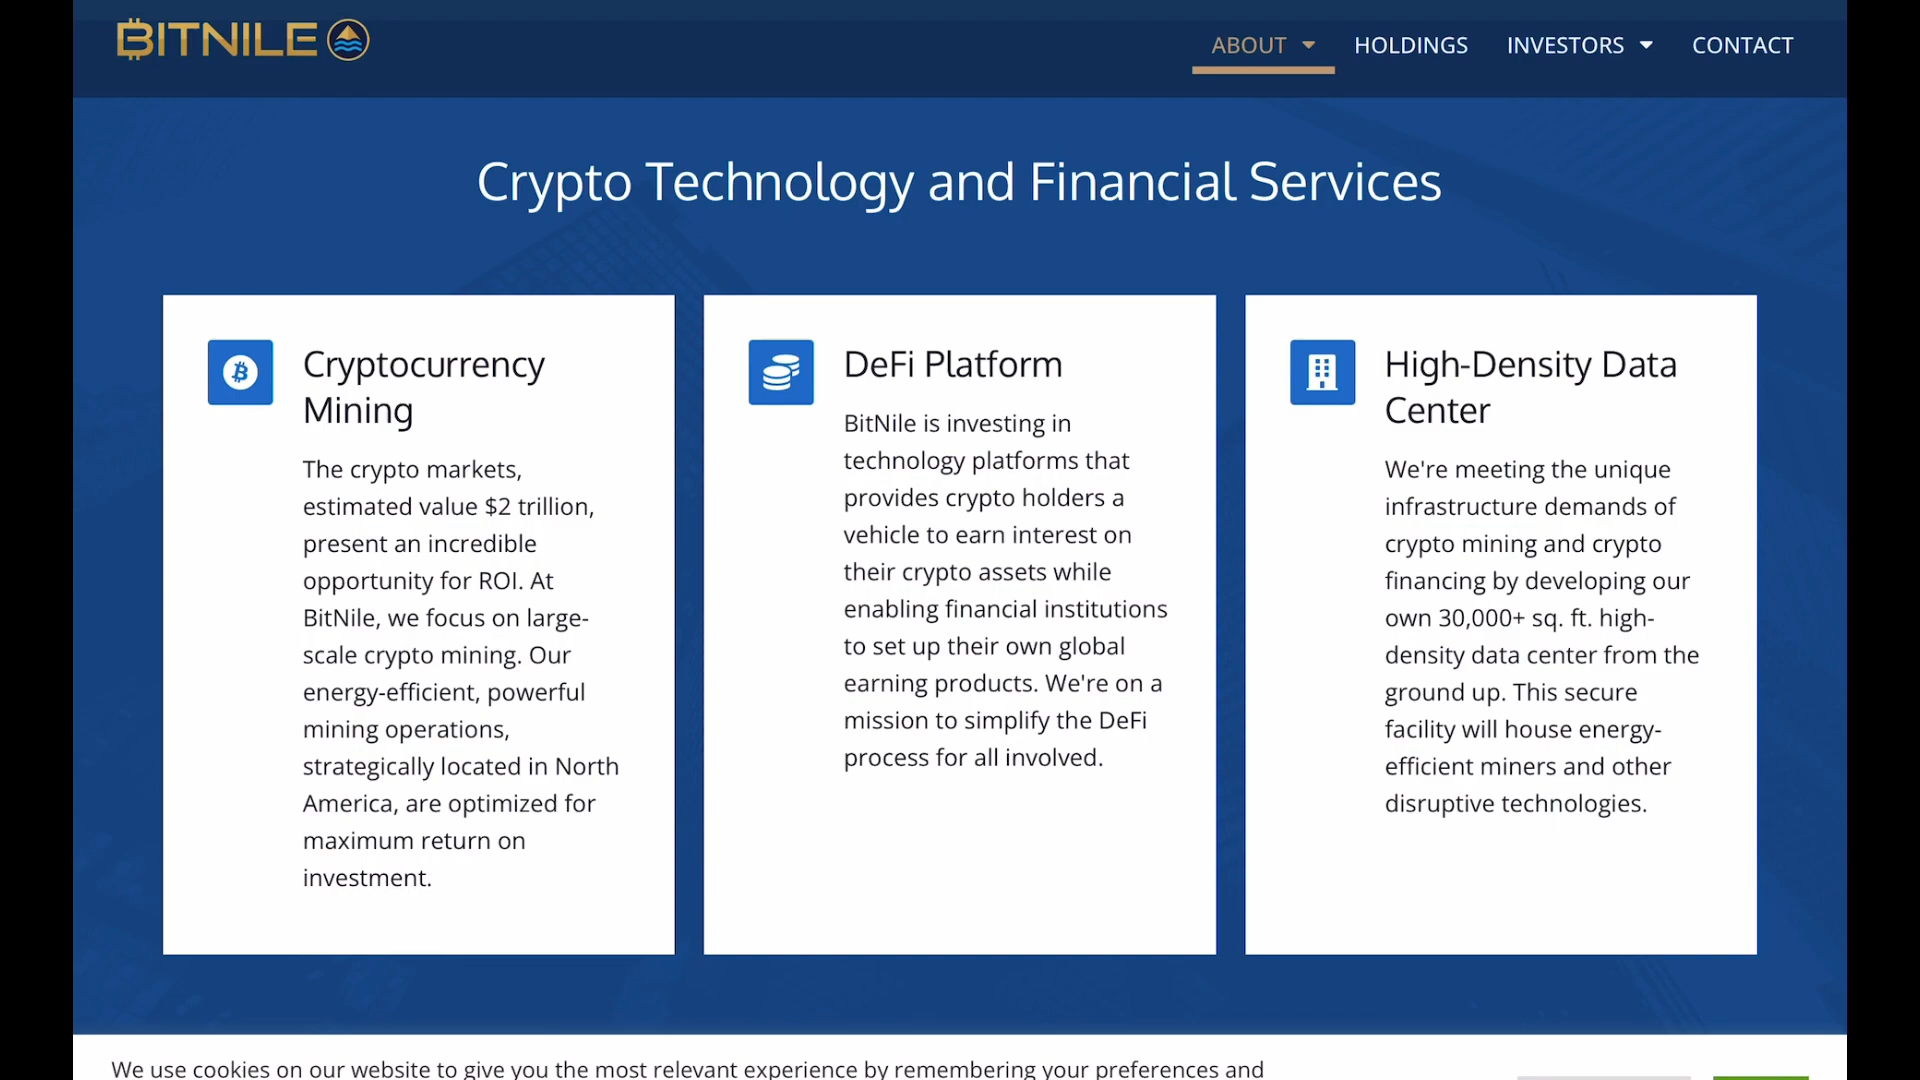 BITNILE
ABOUT
HOLDINGS
INVESTORS
CONTACT
Crypto Technology and Financial Services
Cryptocurrency
Mining
The crypto markets,
estimated value $2 trillion,
present an incredible
opportunity for ROI. At
BitNile, we focus on large-
scale crypto mining. Our
energy-efficient, powerful
mining operations,
strategically located in North
America, are optimized for
maximum return on
investment.
DeFi Platform
BitNile is investing in
technology platforms that
provides crypto holders a
vehicle to earn interest on
their crypto assets while
enabling financial institutions
to set up their own global
earning products. We're on a
mission to simplify the DeFi
process for all involved.
High-Density Data
Center
We're meeting the unique
infrastructure demands of
crypto mining and crypto
financing by developing our
own 30,000+ sq. ft. high-
density data center from the
ground up. This secure
facility will house energy-
efficient miners and other
disruptive technologies.
We use cookies on our website to give you the most relevant experience by remembering your preferences and